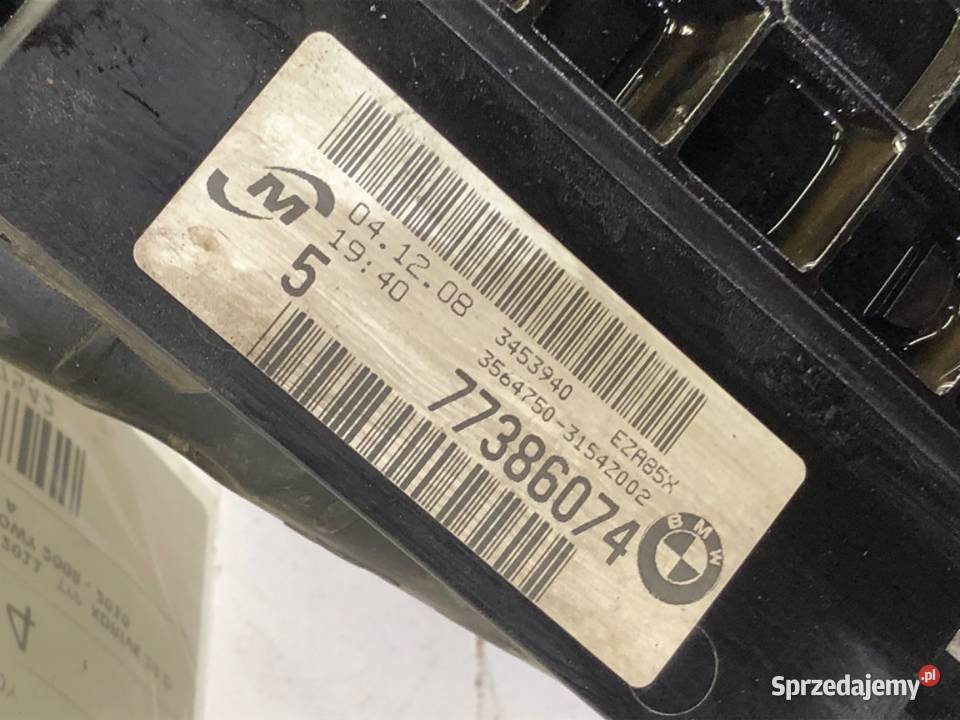 M
04.12.08
19:40
5
3453940 EZA85X
3564750-3154Z002
77386074
BMW
Sprzedajemy.pl